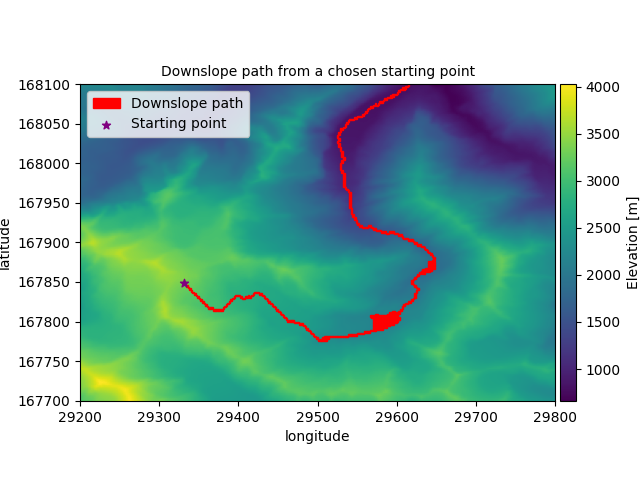 Downslope path from a chosen starting point
Downslope path
Starting point
168100
168050
168000
167950
167900
167850
167800
167750
167700
latitude
29200 29300 29400 29500 29600 29700 29800
longitude
4000
3500
3000
2500
2000
1500
1000
Elevation [m]